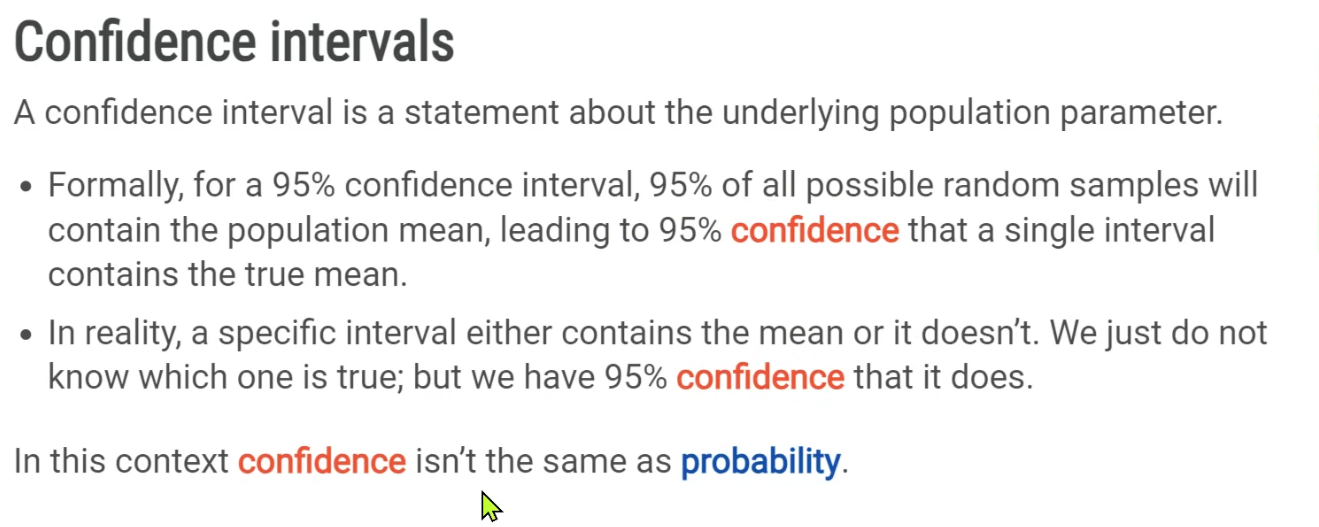 Confidence intervals
A confidence interval is a statement about the underlying population parameter.
• Formally, for a 95% confidence interval, 95% of all possible random samples will
contain the population mean, leading to 95% confidence that a single interval
contains the true mean.
• In reality, a specific interval either contains the mean or it doesn’t. We just do not
know which one is true; but we have 95% confidence that it does.
In this context confidence isn’t the same as probability.